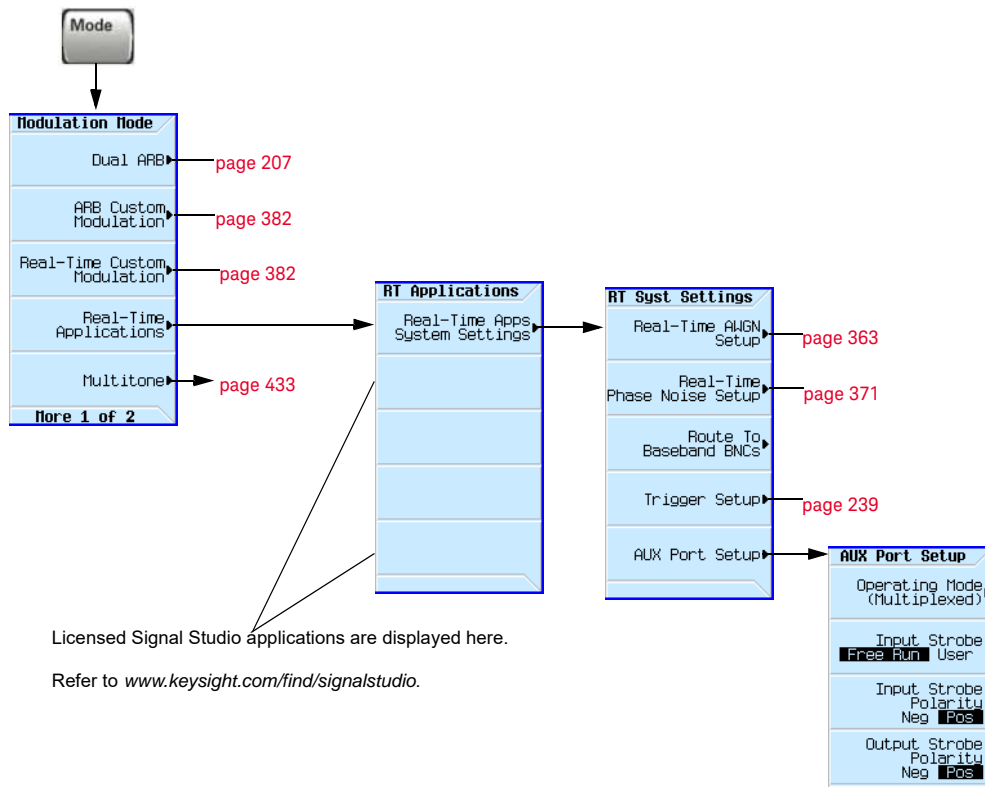 Mode
Modulation Mode
Dual ARB
page 207
ARB Custom
Modulation
page 382
Real-Time Custom
Modulation
page 382
Real-Time
Applications
Multitone
page 433
More 1 of 2
RT Applications
Real-Time Apps
System Settings
RT Syst Settings
Real-Time AWGN
Setup
page 363
Real-Time
Phase Noise Setup
page 371
Route To
Baseband BNCs
Trigger Setup
page 239
AUX Port Setup
AUX Port Setup
Operating Mode
(Multiplexed)
Input Strobe
Free Run User
Input Strobe
Polarity
Neg Pos
Output Strobe
Polarity
Neg Pos
Licensed Signal Studio applications are displayed here.
Refer to www.keysight.com/find/signalstudio.